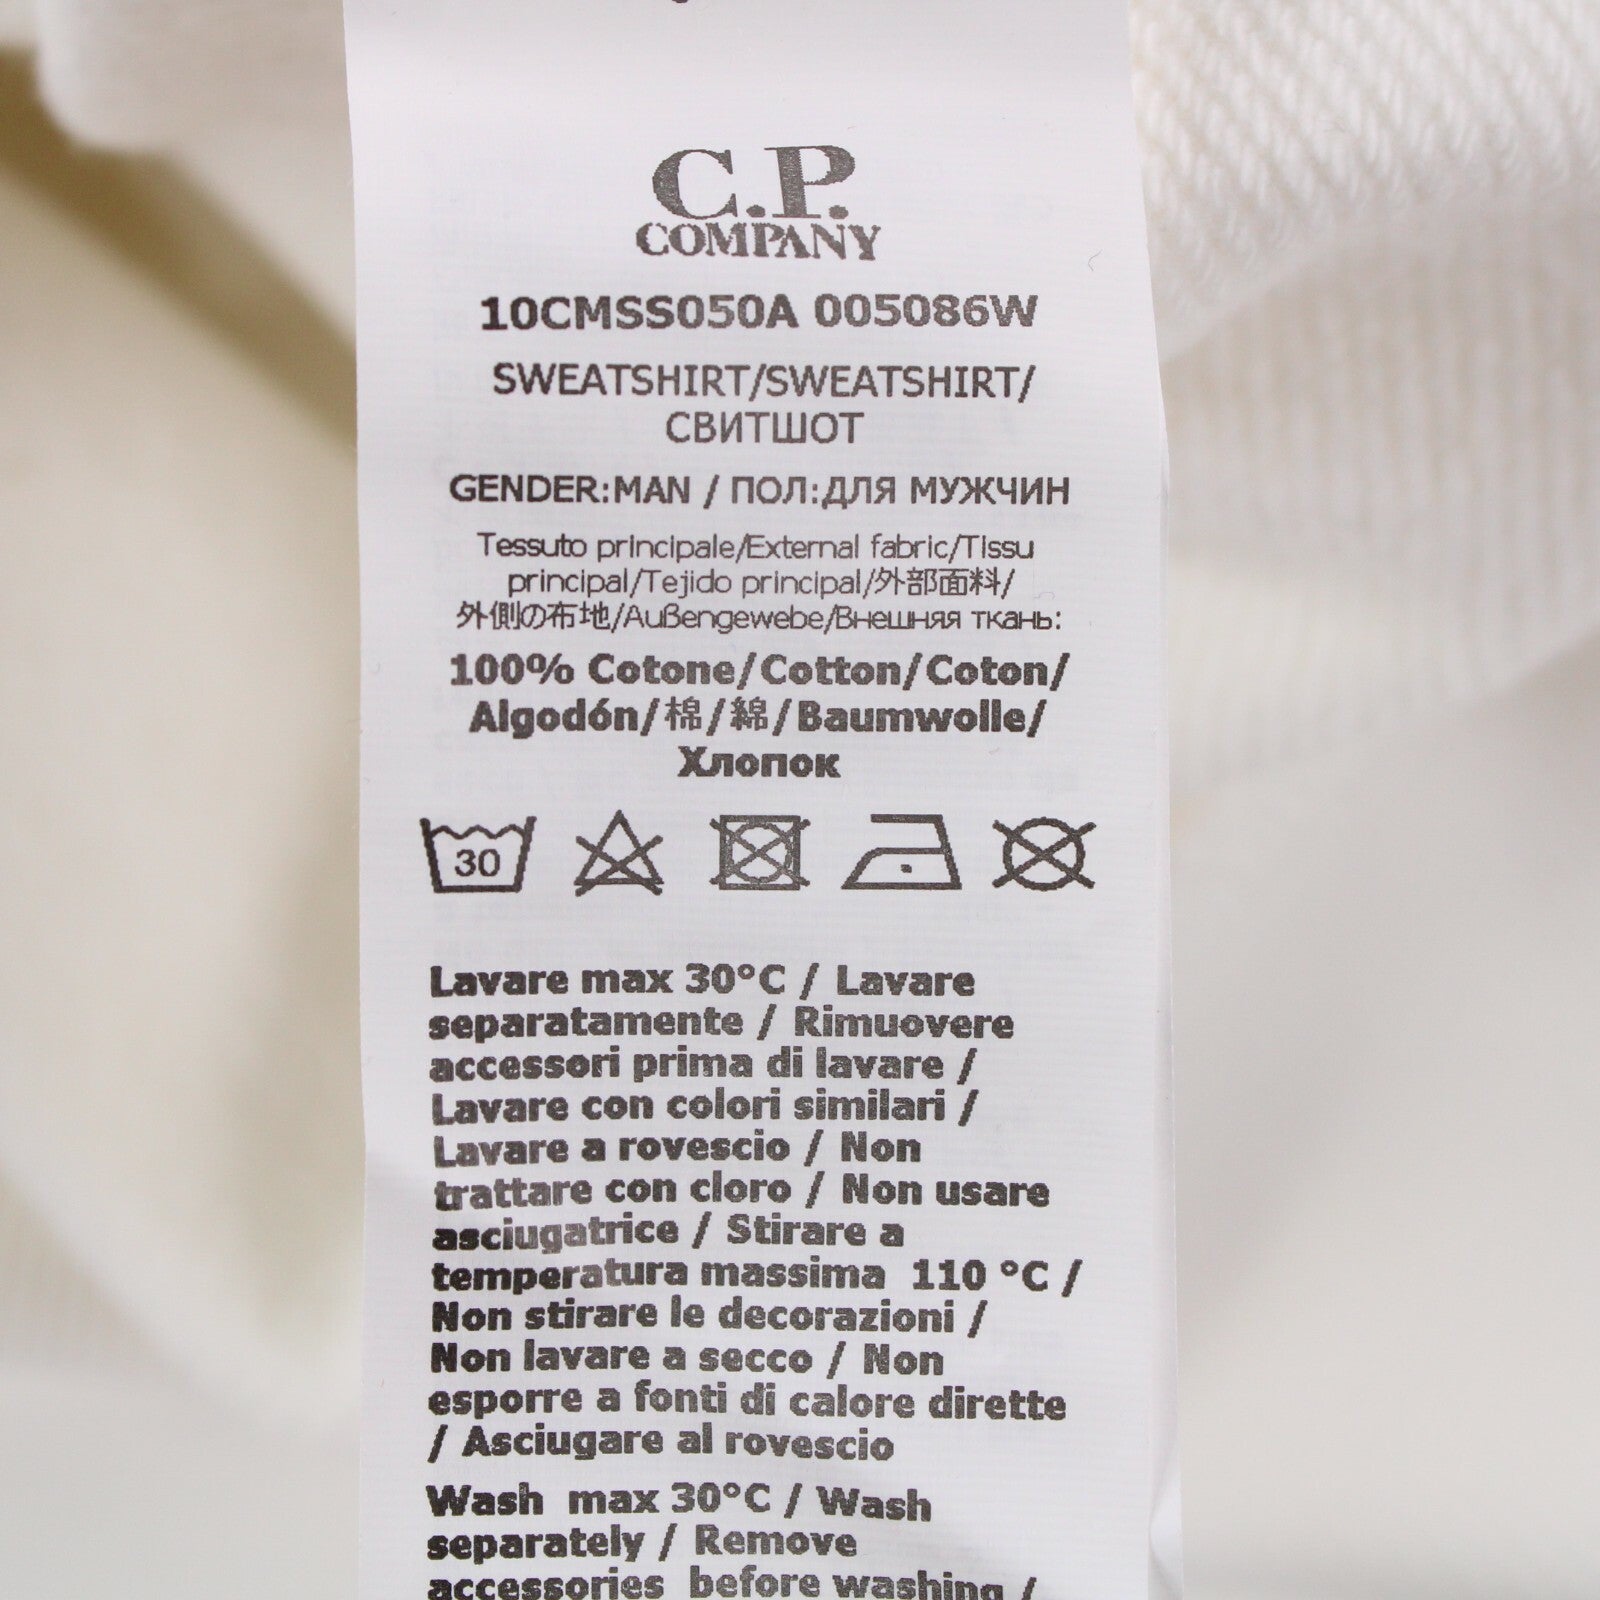 C.P.
COMPANY
10CMSS050A 005086W
SWEATSHIRT/SWEATSHIRT/
СВИТШОТ
GENDER:MAN / ПОЛ:ДЛЯ МУЖЧИН
Tessuto principale/External fabric/Tissu
principal/Tejido principal/外部面料/
外側の布地/Außengewebe/Внешняя ткань:
100% Cotone/Cotton/Coton/
Algodón/棉/綿/Baumwolle/
Хлопок
30
Lavare max 30°C / Lavare
separatamente / Rimuovere
accessori prima di lavare /
Lavare con colori similari /
Lavare a rovescio / Non
trattare con cloro / Non usare
asciugatrice / Stirare a
temperatura massima 110 °C /
Non stirare le decorazioni /
Non lavare a secco / Non
esporre a fonti di calore dirette
/ Asciugare al rovescio
Wash max 30°C / Wash
separately / Remove
accessories before washing /